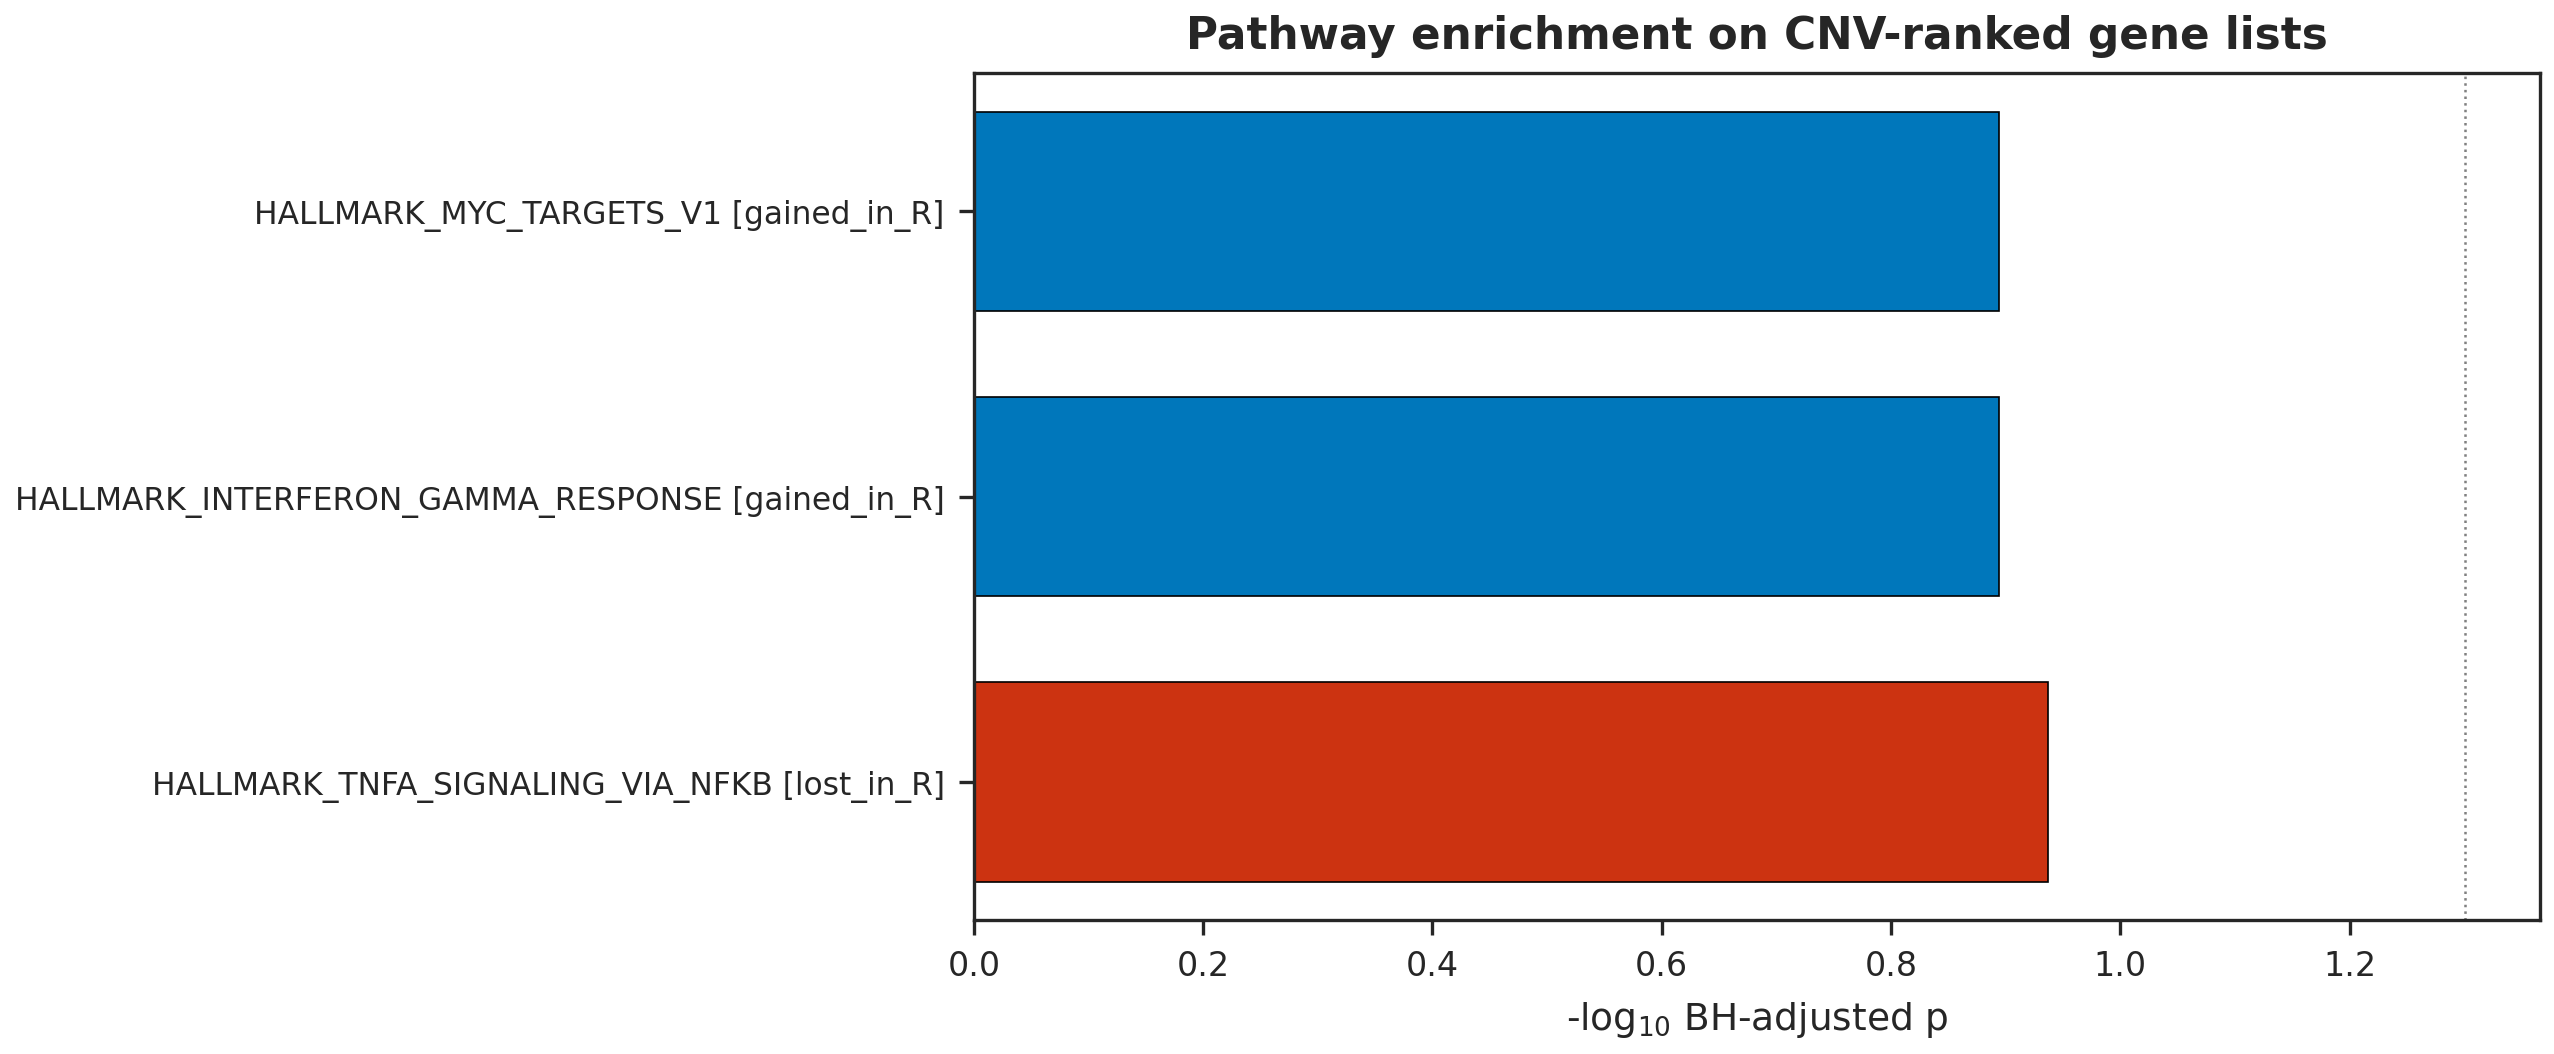 Pathway enrichment on CNV-ranked gene lists
HALLMARK_MYC_TARGETS_V1 [gained_in_R]
HALLMARK_INTERFERON_GAMMA_RESPONSE [gained_in_R]
HALLMARK_TNFA_SIGNALING_VIA_NFKB [lost_in_R]
0.0 0.2 0.4 0.6 0.8 1.0 1.2
-log₁₀ BH-adjusted p